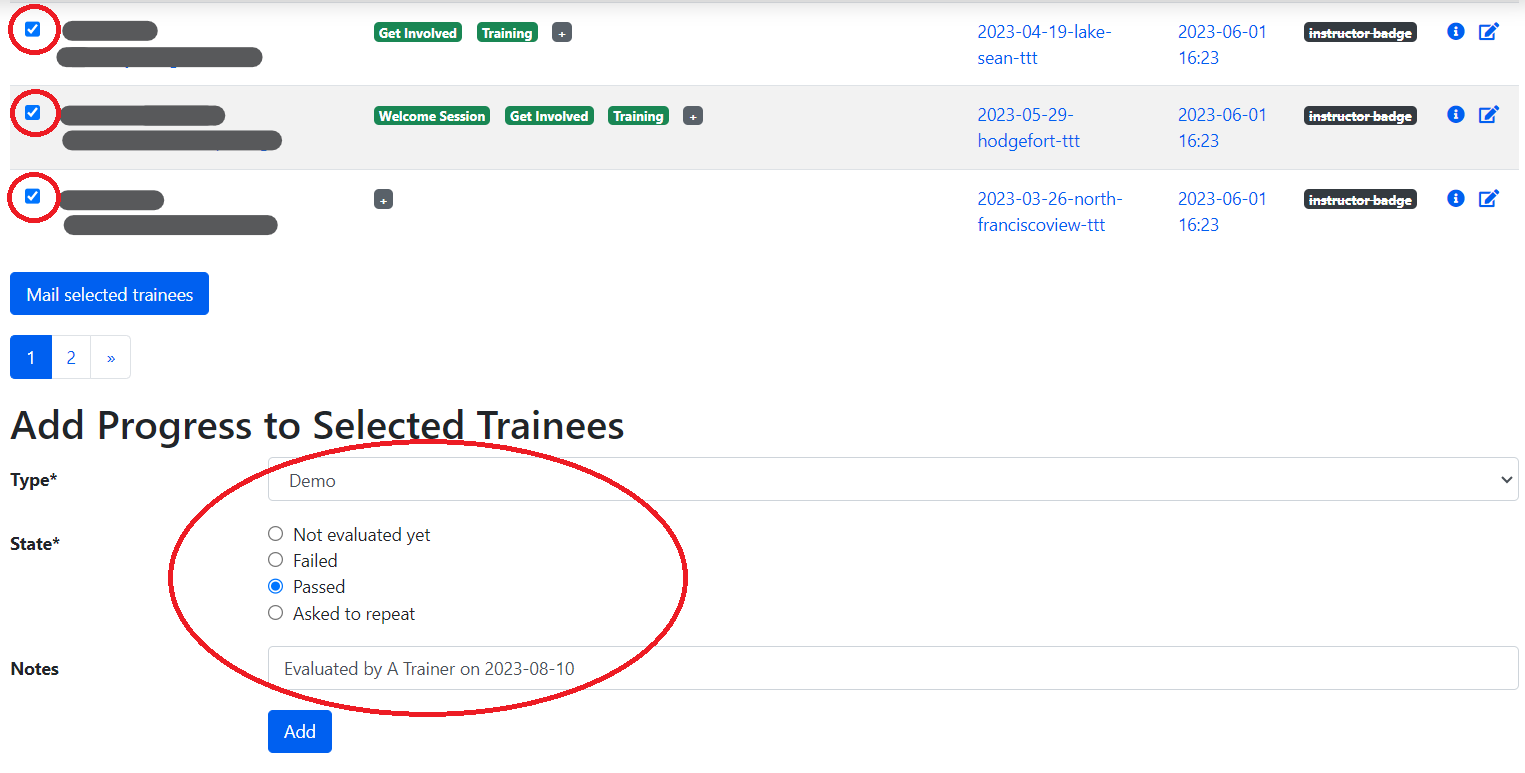 Get Involved Training + 2023-04-19-lake- 2023-06-01 instructor badge
sean-ttt 16:23
Welcome Session Get Involved Training + 2023-05-29- 2023-06-01 instructor badge
hodgefort-ttt 16:23
+ 2023-03-26-north- 2023-06-01 instructor badge
franciscoview-ttt 16:23
Mail selected trainees
1 2 »
Add Progress to Selected Trainees
Type* Demo
State* Not evaluated yet
Failed
Passed
Asked to repeat
Notes Evaluated by A Trainer on 2023-08-10
Add